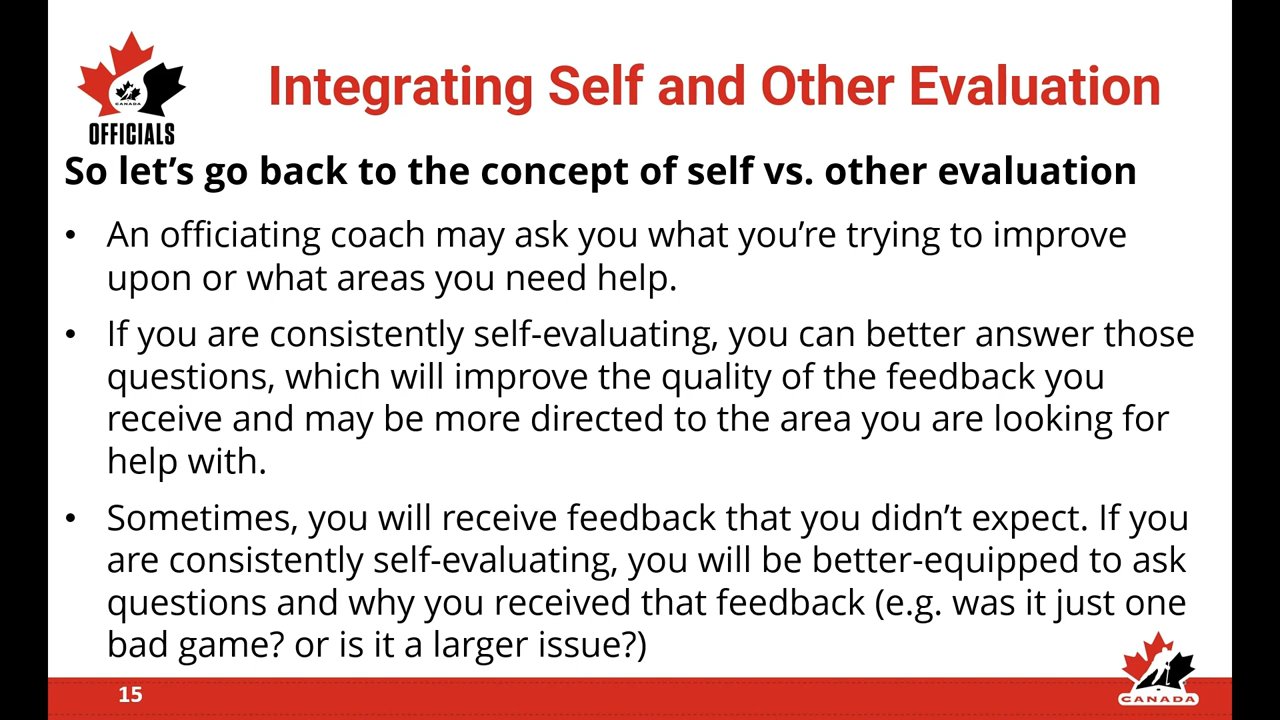 Integrating Self and Other Evaluation
CANADA
OFFICIALS
So let's go back to the concept of self vs. other evaluation
• An officiating coach may ask you what you're trying to improve
upon or what areas you need help.
• If you are consistently self-evaluating, you can better answer those
questions, which will improve the quality of the feedback you
receive and may be more directed to the area you are looking for
help with.
• Sometimes, you will receive feedback that you didn't expect. If you
are consistently self-evaluating, you will be better-equipped to ask
questions and why you received that feedback (e.g. was it just one
bad game? or is it a larger issue?)
15
CANADA